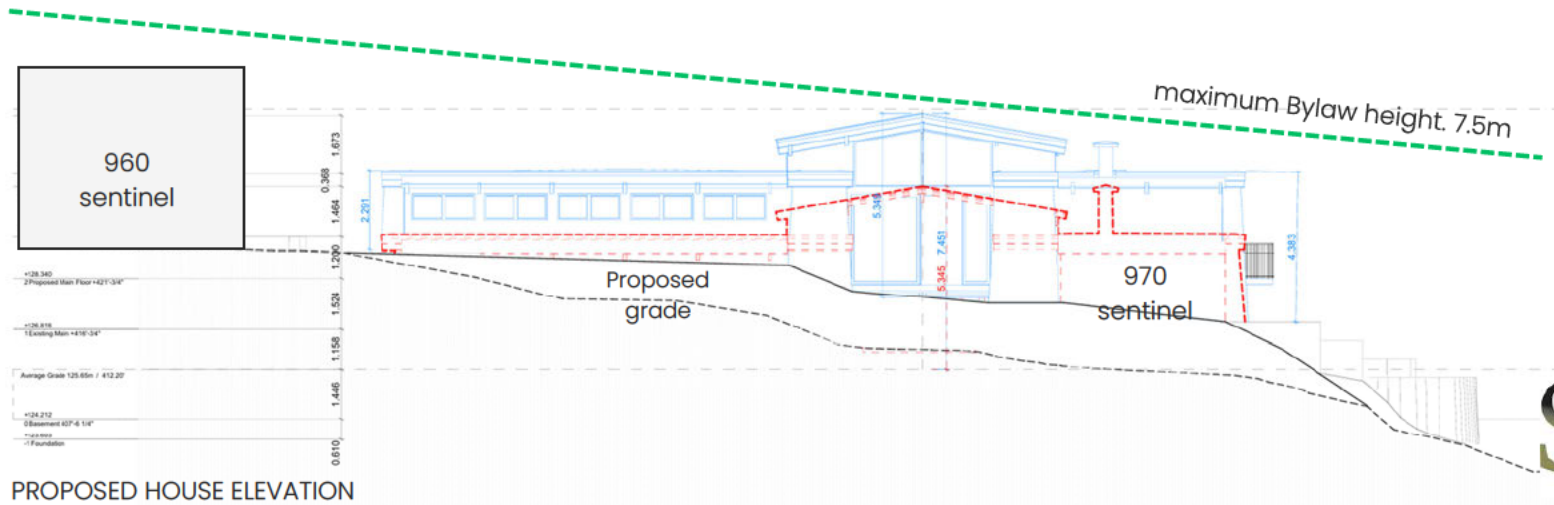 maximum Bylaw height. 7.5m
960
sentinel
1.673
0.368
1.464
1.200
1.524
1.158
1.446
0.610
2.291
5.349
7.451
5.345
4.383
Proposed
grade
970
sentinel
+128.340
2 Proposed Main Floor +421'-3/4"
+126.816
1 Existing Main +416'-3/4"
Average Grade 125.65m / 412.20'
+124.212
0 Basement 407'-6 1/4"
-1 Foundation
PROPOSED HOUSE ELEVATION